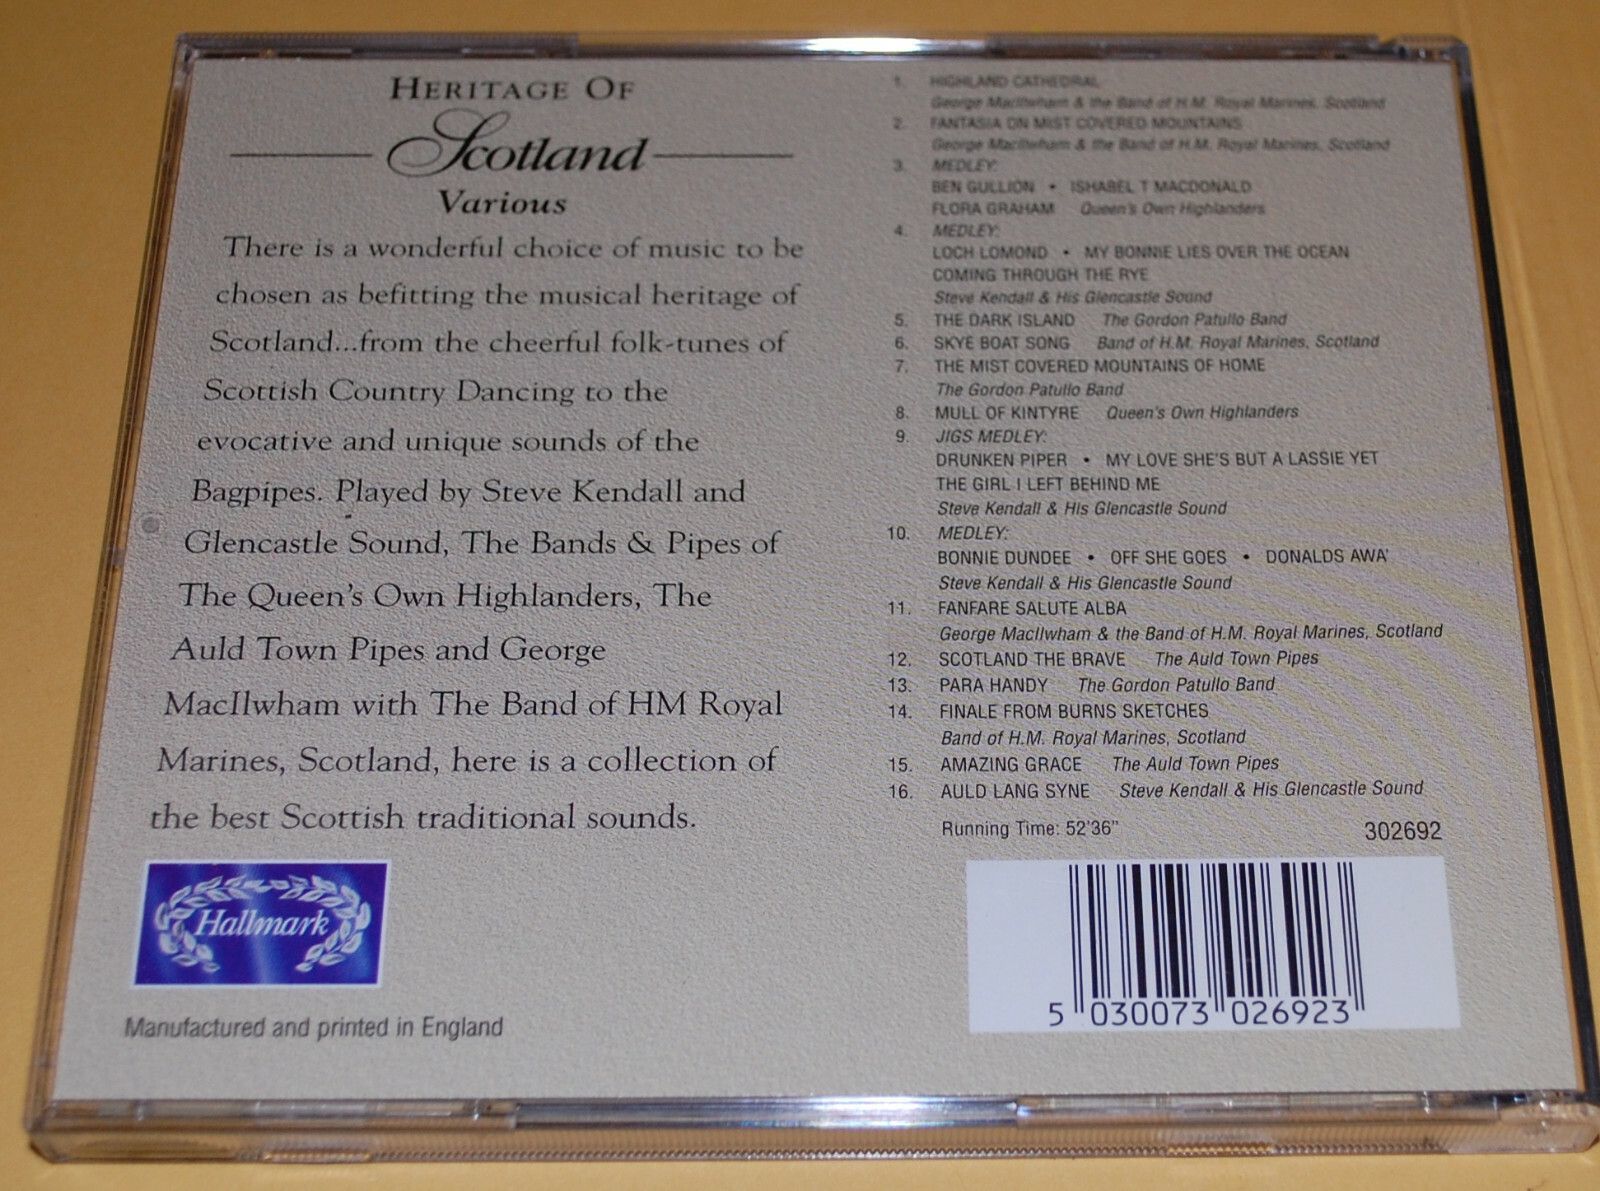 HERITAGE OF
Scotland
Various
There is a wonderful choice of music to be
chosen as befitting the musical heritage of
Scotland...from the cheerful folk-tunes of
Scottish Country Dancing to the
evocative and unique sounds of the
Bagpipes. Played by Steve Kendall and
Glencastle Sound, The Bands & Pipes of
The Queen's Own Highlanders, The
Auld Town Pipes and George
MacIlwham with The Band of HM Royal
Marines, Scotland, here is a collection of
the best Scottish traditional sounds.
Hallmark
Manufactured and printed in England
1. HIGHLAND CATHEDRAL
George MacIlwham & the Band of H.M. Royal Marines, Scotland
2. FANTASIA ON MIST COVERED MOUNTAINS
George MacIlwham & the Band of H.M. Royal Marines, Scotland
3. MEDLEY:
BEN GULLION • ISHABEL T MACDONALD
FLORA GRAHAM Queen's Own Highlanders
4. MEDLEY:
LOCH LOMOND • MY BONNIE LIES OVER THE OCEAN
COMING THROUGH THE RYE
Steve Kendall & His Glencastle Sound
5. THE DARK ISLAND The Gordon Patullo Band
6. SKYE BOAT SONG Band of H.M. Royal Marines, Scotland
7. THE MIST COVERED MOUNTAINS OF HOME
The Gordon Patullo Band
8. MULL OF KINTYRE Queen's Own Highlanders
9. JIGS MEDLEY:
DRUNKEN PIPER • MY LOVE SHE'S BUT A LASSIE YET
THE GIRL I LEFT BEHIND ME
Steve Kendall & His Glencastle Sound
10. MEDLEY:
BONNIE DUNDEE • OFF SHE GOES • DONALDS AWA'
Steve Kendall & His Glencastle Sound
11. FANFARE SALUTE ALBA
George MacIlwham & the Band of H.M. Royal Marines, Scotland
12. SCOTLAND THE BRAVE The Auld Town Pipes
13. PARA HANDY The Gordon Patullo Band
14. FINALE FROM BURNS SKETCHES
Band of H.M. Royal Marines, Scotland
15. AMAZING GRACE The Auld Town Pipes
16. AULD LANG SYNE Steve Kendall & His Glencastle Sound
Running Time: 52'36" 302692
5 030073 026923